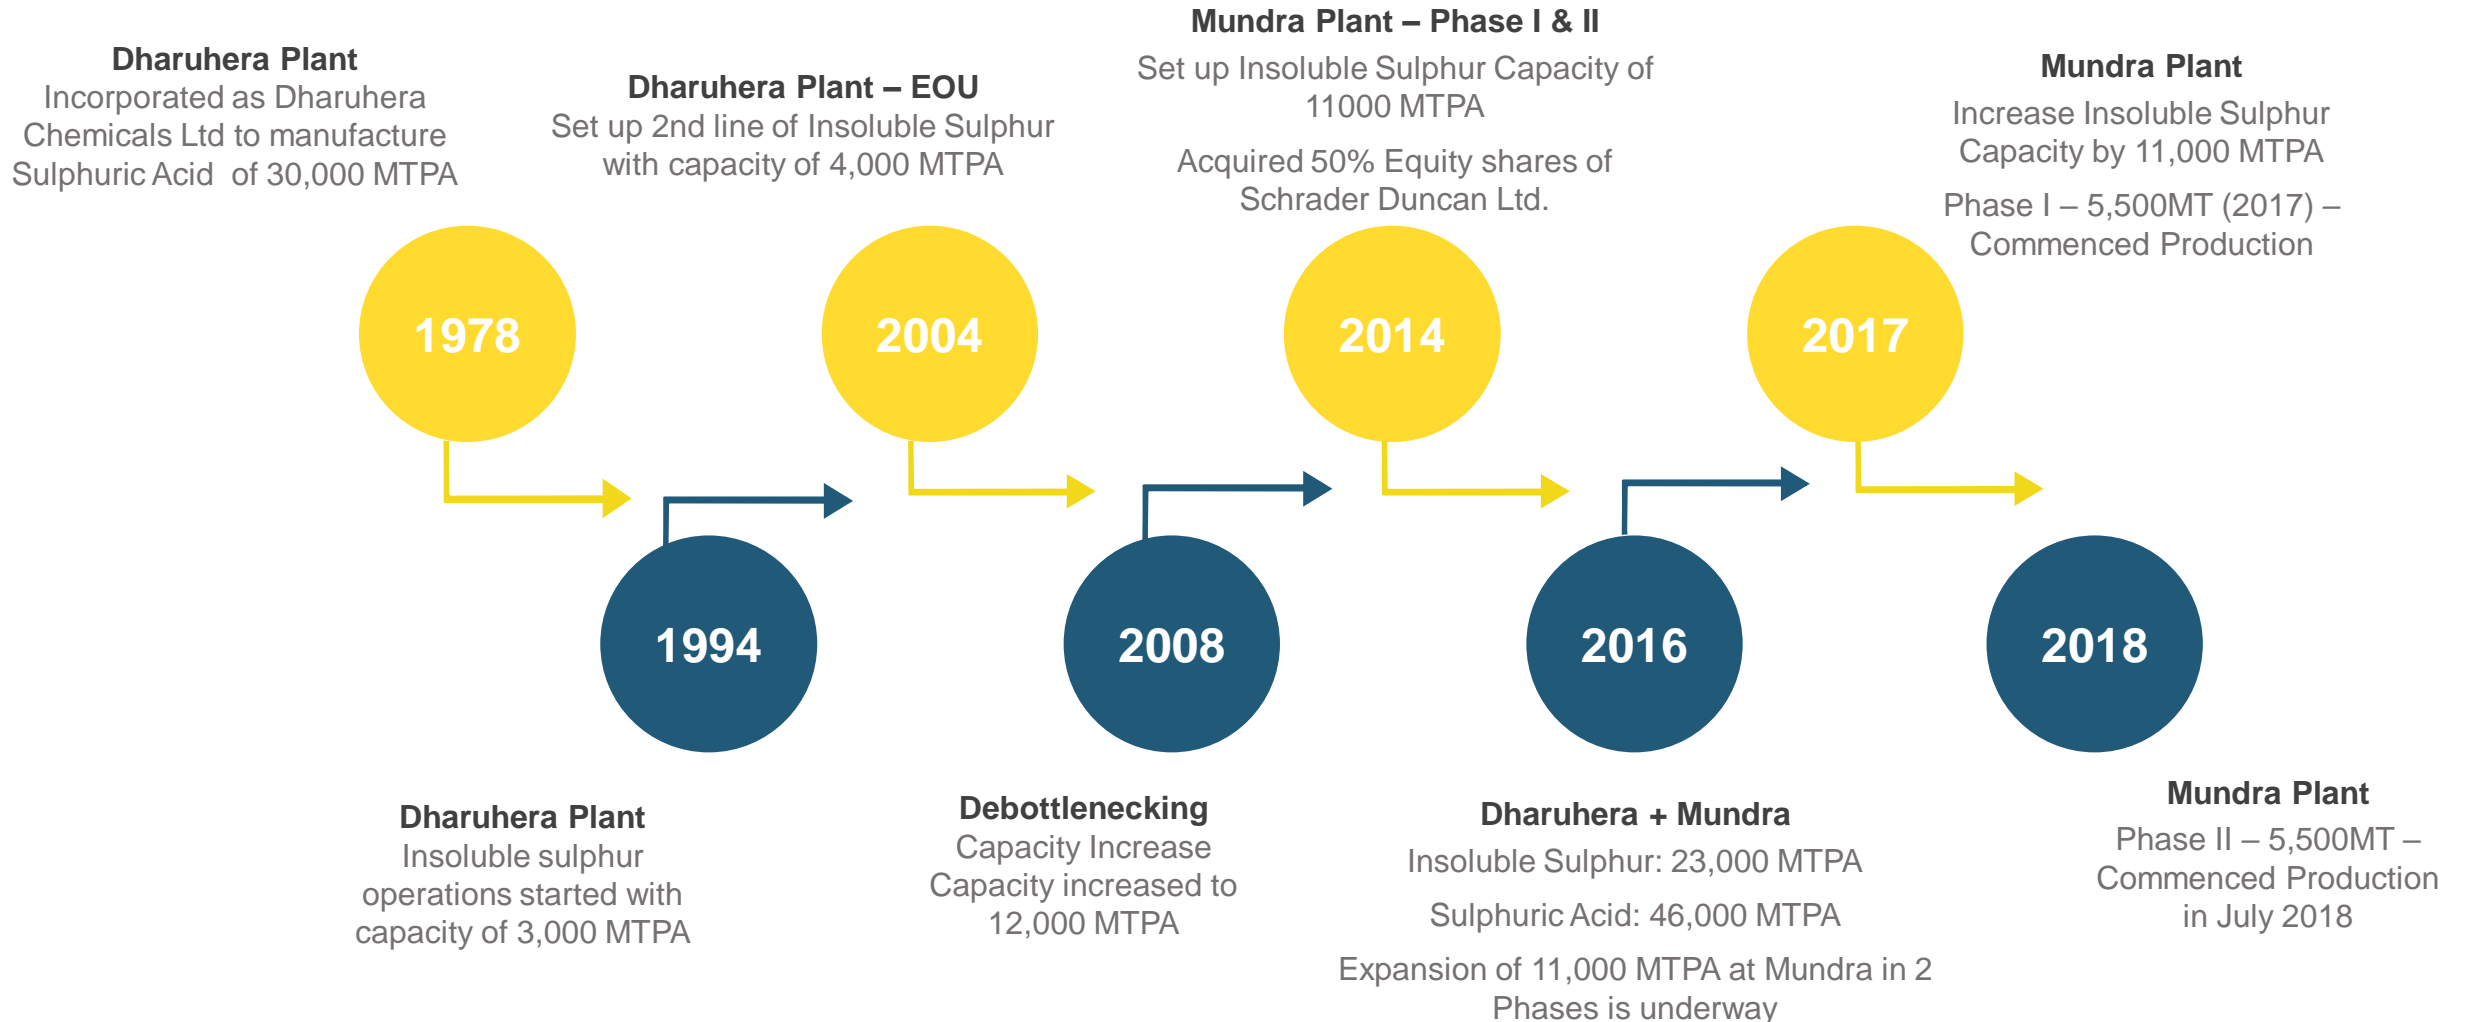 Dharuhera Plant
Incorporated as Dharuhera
Chemicals Ltd to manufacture
Sulphuric Acid of 30,000 MTPA
1978
Dharuhera Plant
Insoluble sulphur
operations started with
capacity of 3,000 MTPA
1994
Dharuhera Plant – EOU
Set up 2nd line of Insoluble Sulphur
with capacity of 4,000 MTPA
2004
Debottlenecking
Capacity Increase
Capacity increased to
12,000 MTPA
2008
Mundra Plant – Phase I & II
Set up Insoluble Sulphur Capacity of
11000 MTPA
Acquired 50% Equity shares of
Schrader Duncan Ltd.
2014
Dharuhera + Mundra
Insoluble Sulphur: 23,000 MTPA
Sulphuric Acid: 46,000 MTPA
Expansion of 11,000 MTPA at Mundra in 2
Phases is underway
2016
Mundra Plant
Increase Insoluble Sulphur
Capacity by 11,000 MTPA
Phase I – 5,500MT (2017) –
Commenced Production
2017
Mundra Plant
Phase II – 5,500MT –
Commenced Production
in July 2018
2018